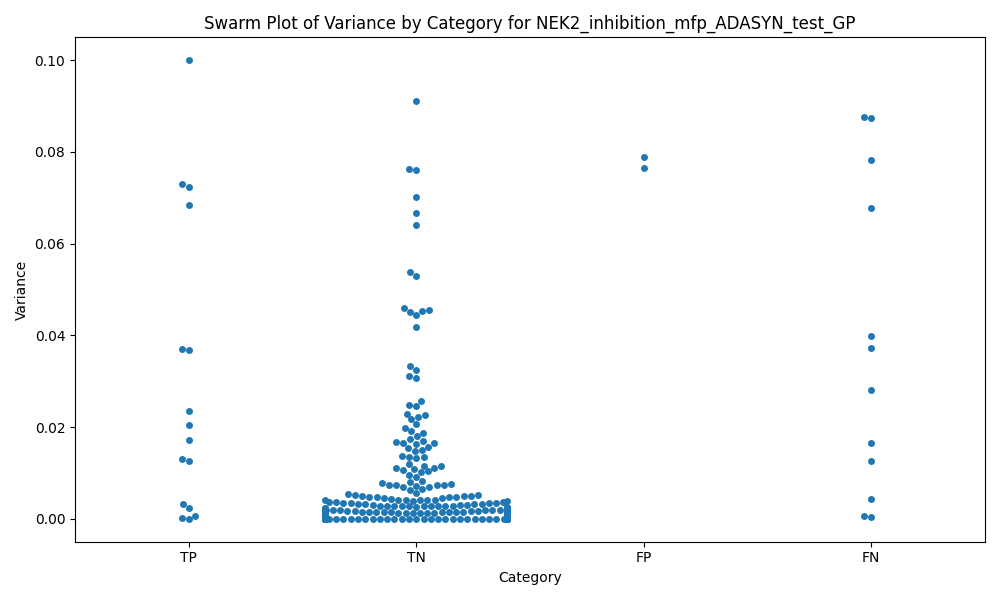 Swarm Plot of Variance by Category for NEK2_inhibition_mfp_ADASYN_test_GP
0.10
0.08
0.06
0.04
0.02
0.00
Variance
TP TN FP FN
Category